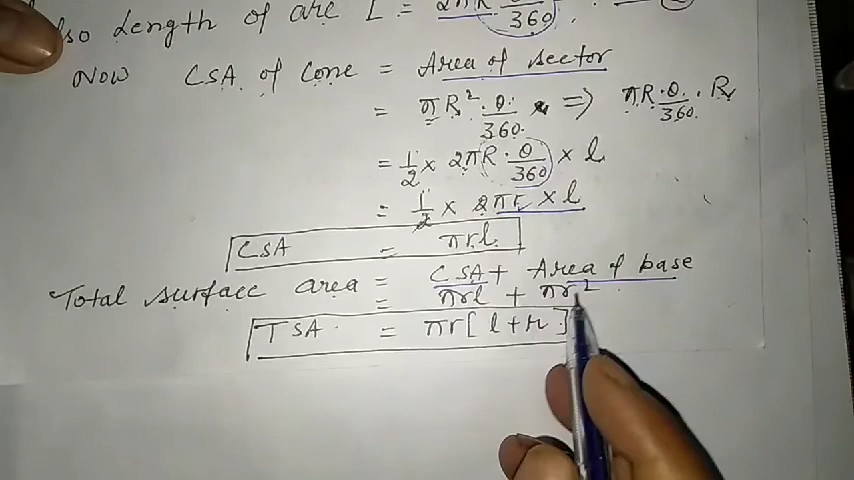 so Length of arc L = 2πR θ/360
Now CSA of Cone = Area of sector
= πR² · θ/360 × => πR · θ/360 · R
= 1/2 × 2πR · θ/360 × l
= 1/2 × 2πr × l
CSA = πrl
Total surface area = CSA + Area of base
= πrl + πr²
TSA = πr[l+r]